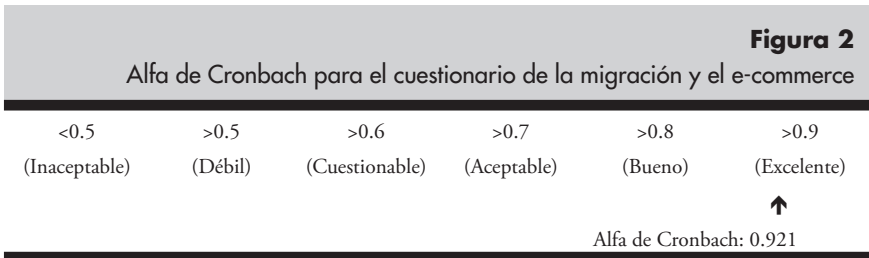 Figura 2
Alfa de Cronbach para el cuestionario de la migración y el e-commerce
<0.5 >0.5 >0.6 >0.7 >0.8 >0.9
(Inaceptable) (Débil) (Cuestionable) (Aceptable) (Bueno) (Excelente)
Alfa de Cronbach: 0.921